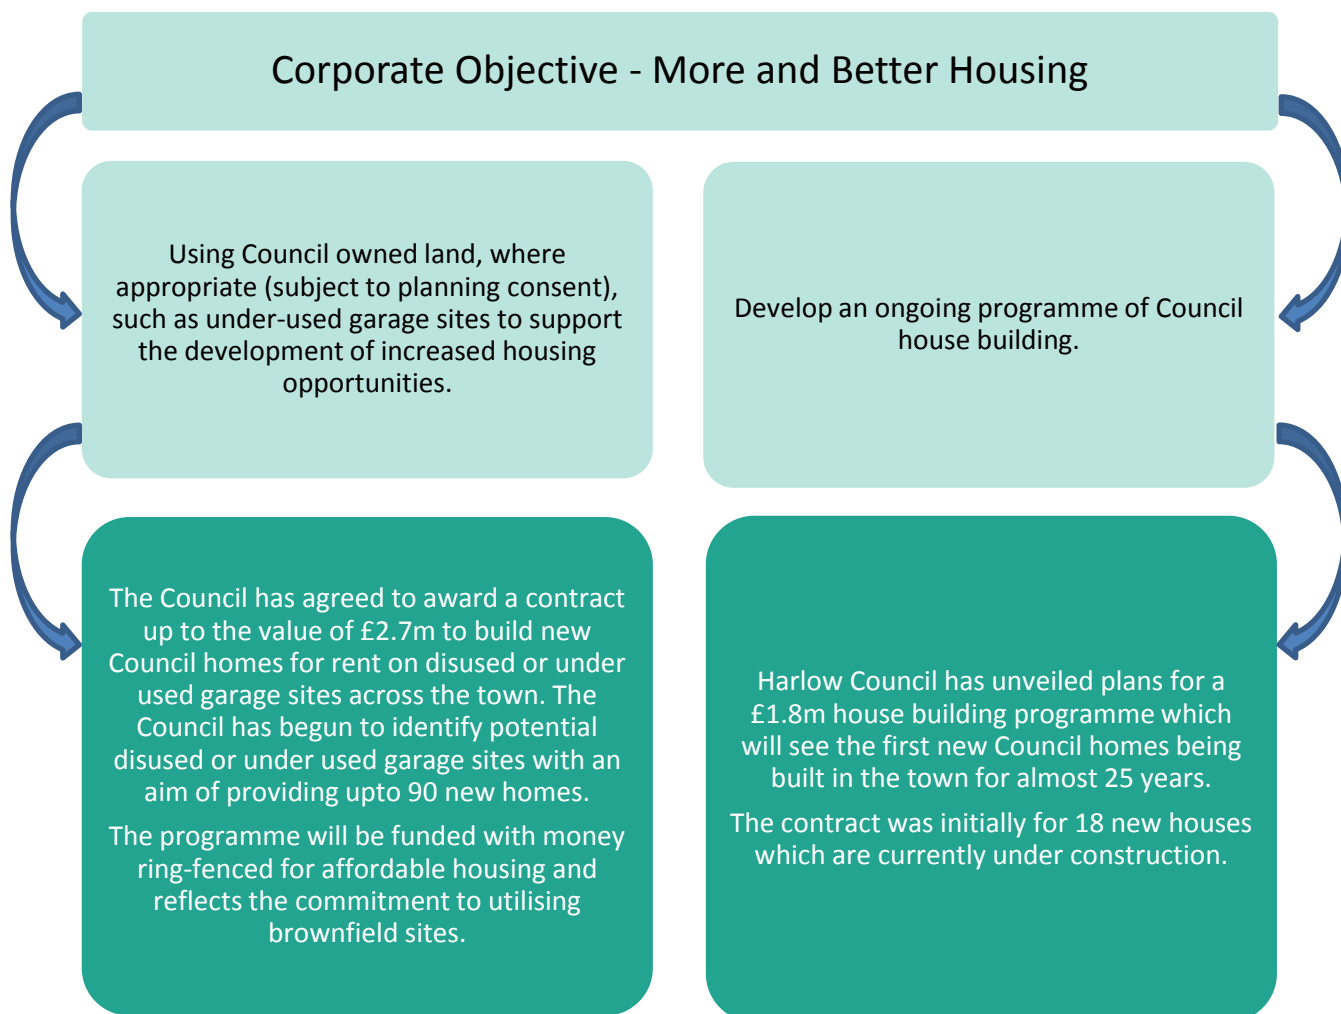 Corporate Objective - More and Better Housing
Using Council owned land, where
appropriate (subject to planning consent),
such as under-used garage sites to support
the development of increased housing
opportunities.
Develop an ongoing programme of Council
house building.
The Council has agreed to award a contract
up to the value of £2.7m to build new
Council homes for rent on disused or under
used garage sites across the town. The
Council has begun to identify potential
disused or under used garage sites with an
aim of providing upto 90 new homes.
The programme will be funded with money
ring-fenced for affordable housing and
reflects the commitment to utilising
brownfield sites.
Harlow Council has unveiled plans for a
£1.8m house building programme which
will see the first new Council homes being
built in the town for almost 25 years.
The contract was initially for 18 new houses
which are currently under construction.